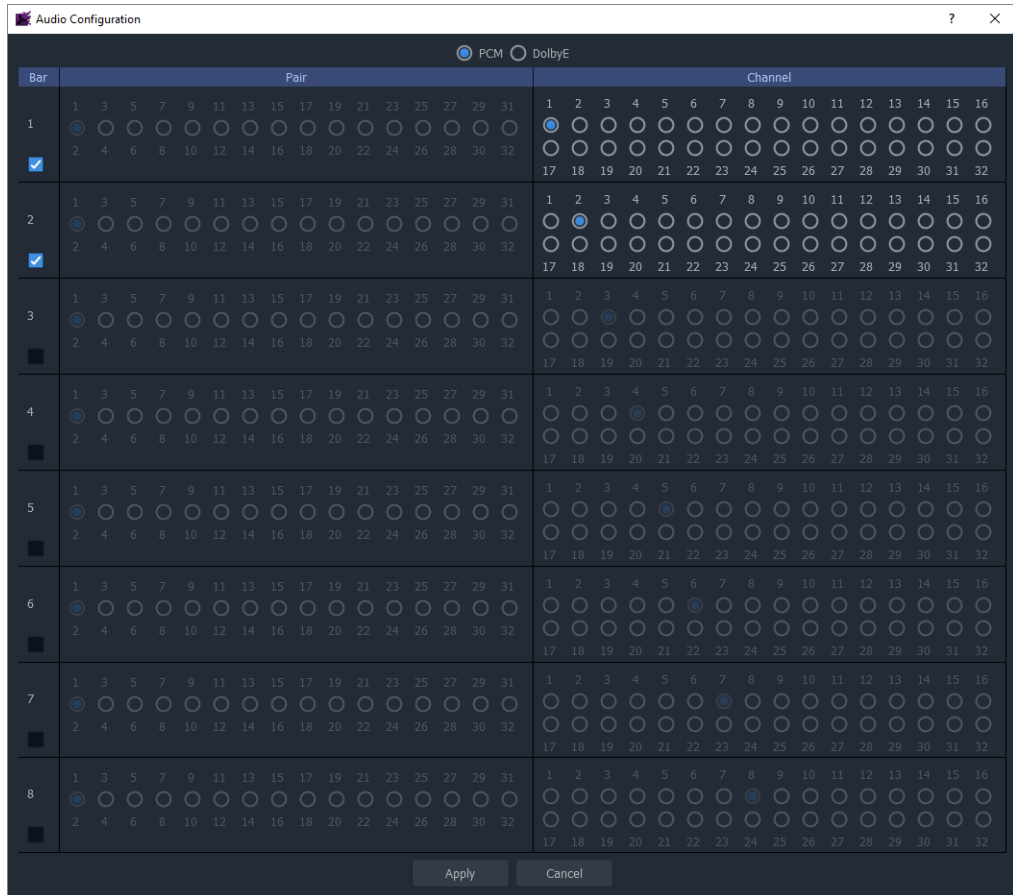 Audio Configuration ? ×
PCM DolbyE
Bar Pair Channel
1 3 5 7 9 11 13 15 17 19 21 23 25 27 29 31 1 2 3 4 5 6 7 8 9 10 11 12 13 14 15 16
1
2 4 6 8 10 12 14 16 18 20 22 24 26 28 30 32
17 18 19 20 21 22 23 24 25 26 27 28 29 30 31 32
1 3 5 7 9 11 13 15 17 19 21 23 25 27 29 31 1 2 3 4 5 6 7 8 9 10 11 12 13 14 15 16
2
2 4 6 8 10 12 14 16 18 20 22 24 26 28 30 32
17 18 19 20 21 22 23 24 25 26 27 28 29 30 31 32
1 3 5 7 9 11 13 15 17 19 21 23 25 27 29 31 1 2 3 4 5 6 7 8 9 10 11 12 13 14 15 16
3
2 4 6 8 10 12 14 16 18 20 22 24 26 28 30 32
17 18 19 20 21 22 23 24 25 26 27 28 29 30 31 32
1 3 5 7 9 11 13 15 17 19 21 23 25 27 29 31 1 2 3 4 5 6 7 8 9 10 11 12 13 14 15 16
4
2 4 6 8 10 12 14 16 18 20 22 24 26 28 30 32
17 18 19 20 21 22 23 24 25 26 27 28 29 30 31 32
1 3 5 7 9 11 13 15 17 19 21 23 25 27 29 31 1 2 3 4 5 6 7 8 9 10 11 12 13 14 15 16
5
2 4 6 8 10 12 14 16 18 20 22 24 26 28 30 32
17 18 19 20 21 22 23 24 25 26 27 28 29 30 31 32
1 3 5 7 9 11 13 15 17 19 21 23 25 27 29 31 1 2 3 4 5 6 7 8 9 10 11 12 13 14 15 16
6
2 4 6 8 10 12 14 16 18 20 22 24 26 28 30 32
17 18 19 20 21 22 23 24 25 26 27 28 29 30 31 32
1 3 5 7 9 11 13 15 17 19 21 23 25 27 29 31 1 2 3 4 5 6 7 8 9 10 11 12 13 14 15 16
7
2 4 6 8 10 12 14 16 18 20 22 24 26 28 30 32
17 18 19 20 21 22 23 24 25 26 27 28 29 30 31 32
1 3 5 7 9 11 13 15 17 19 21 23 25 27 29 31 1 2 3 4 5 6 7 8 9 10 11 12 13 14 15 16
8
2 4 6 8 10 12 14 16 18 20 22 24 26 28 30 32
17 18 19 20 21 22 23 24 25 26 27 28 29 30 31 32
Apply Cancel